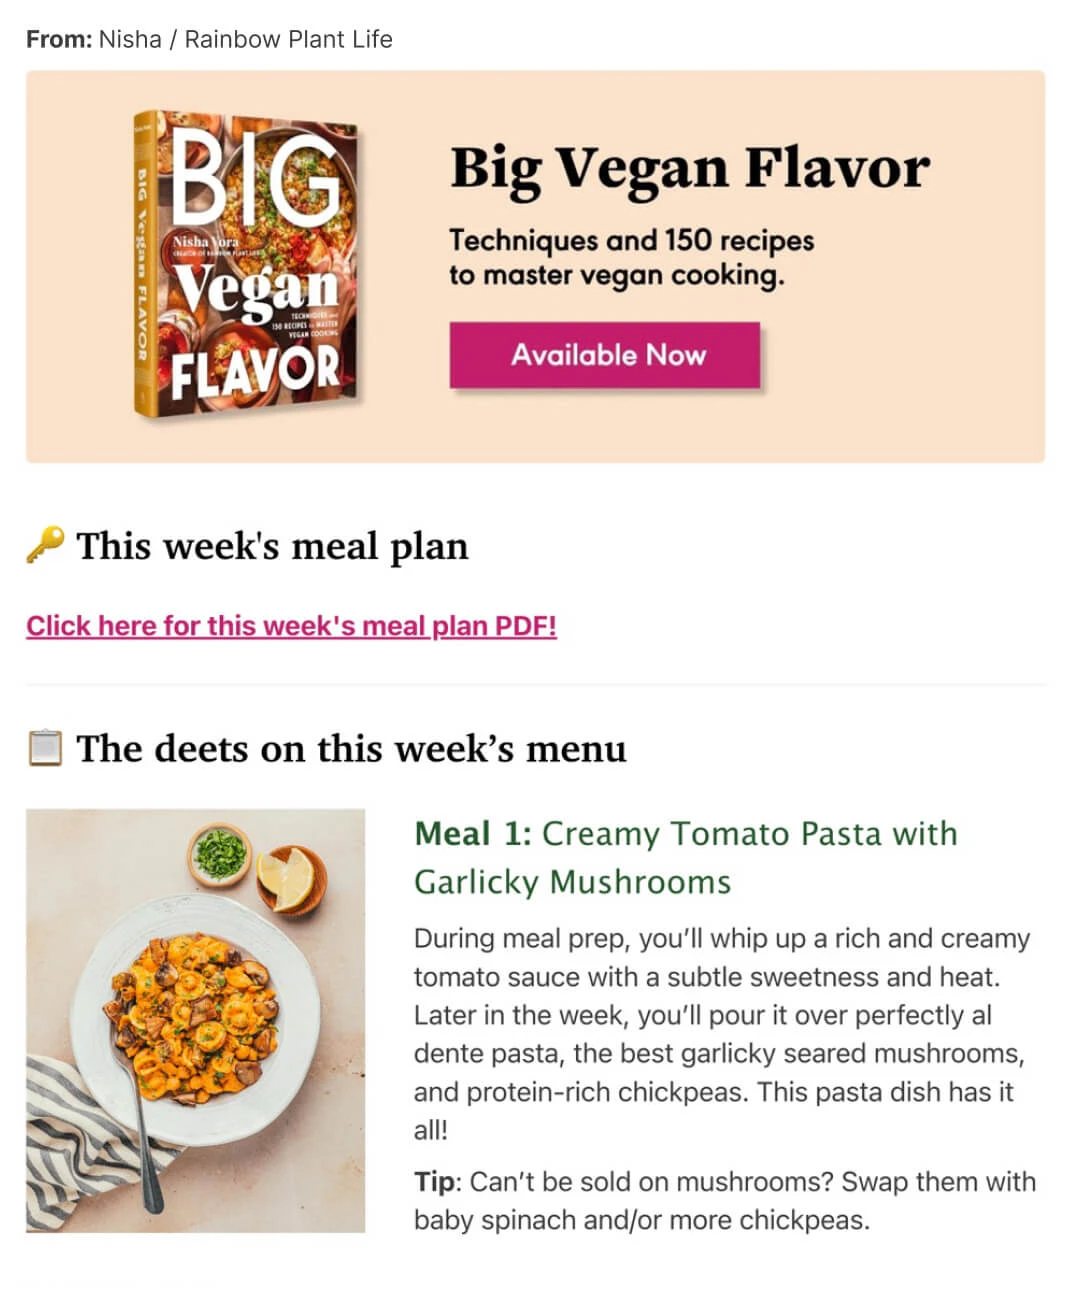 From: Nisha / Rainbow Plant Life
BIG
Nisha Vora
CREATOR OF RAINBOW PLANT LIFE
Vegan
TECHNIQUES and
150 RECIPES to MASTER
VEGAN COOKING
FLAVOR
BIG Vegan FLAVOR
Big Vegan Flavor
Techniques and 150 recipes
to master vegan cooking.
Available Now
🔑 This week's meal plan
Click here for this week's meal plan PDF!
📋 The deets on this week’s menu
Meal 1: Creamy Tomato Pasta with
Garlicky Mushrooms
During meal prep, you’ll whip up a rich and creamy
tomato sauce with a subtle sweetness and heat.
Later in the week, you’ll pour it over perfectly al
dente pasta, the best garlicky seared mushrooms,
and protein-rich chickpeas. This pasta dish has it
all!
Tip: Can’t be sold on mushrooms? Swap them with
baby spinach and/or more chickpeas.